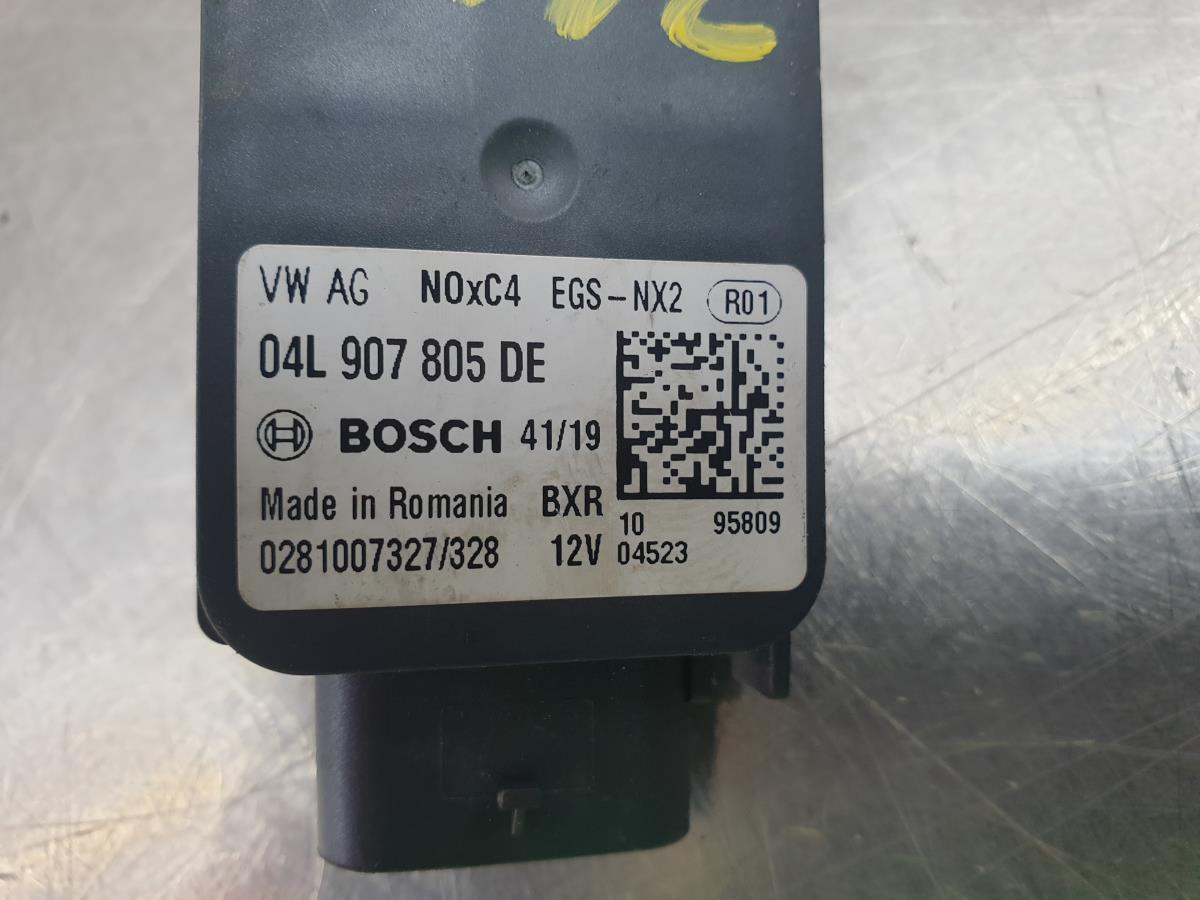 VW AG NOxC4 EGS-NX2 R01
04L 907 805 DE
BOSCH 41/19
Made in Romania BXR
10 95809
0281007327/328 12V 04523